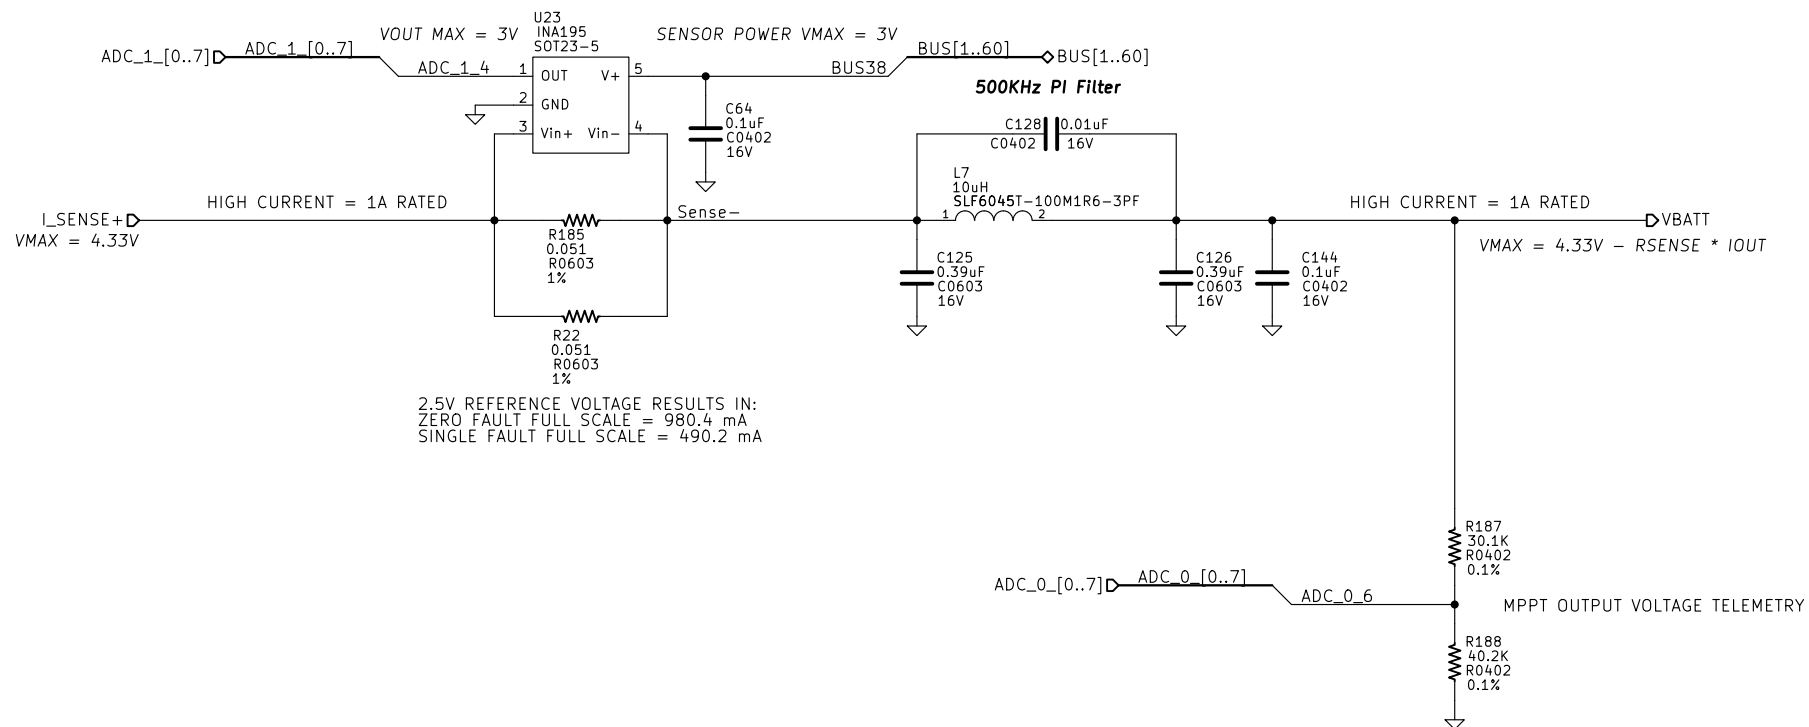 U23
INA195
SOT23-5
VOUT MAX = 3V
SENSOR POWER VMAX = 3V
ADC_1_[0..7]
ADC_1_[0..7]
ADC_1_4
1 OUT V+ 5
2 GND
3 Vin+ Vin- 4
BUS38
BUS[1..60]
BUS[1..60]
500KHz PI Filter
C64
0.1uF
C0402
16V
C128 0.01uF
C0402 16V
L7
10uH
SLF6045T-100M1R6-3PF
1 2
I_SENSE+
VMAX = 4.33V
HIGH CURRENT = 1A RATED
Sense-
R185
0.051
R0603
1%
R22
0.051
R0603
1%
2.5V REFERENCE VOLTAGE RESULTS IN:
ZERO FAULT FULL SCALE = 980.4 mA
SINGLE FAULT FULL SCALE = 490.2 mA
C125
0.39uF
C0603
16V
C126
0.39uF
C0603
16V
C144
0.1uF
C0402
16V
HIGH CURRENT = 1A RATED
VBATT
VMAX = 4.33V - RSENSE * IOUT
R187
30.1K
R0402
0.1%
ADC_0_[0..7]
ADC_0_[0..7]
ADC_0_6
MPPT OUTPUT VOLTAGE TELEMETRY
R188
40.2K
R0402
0.1%